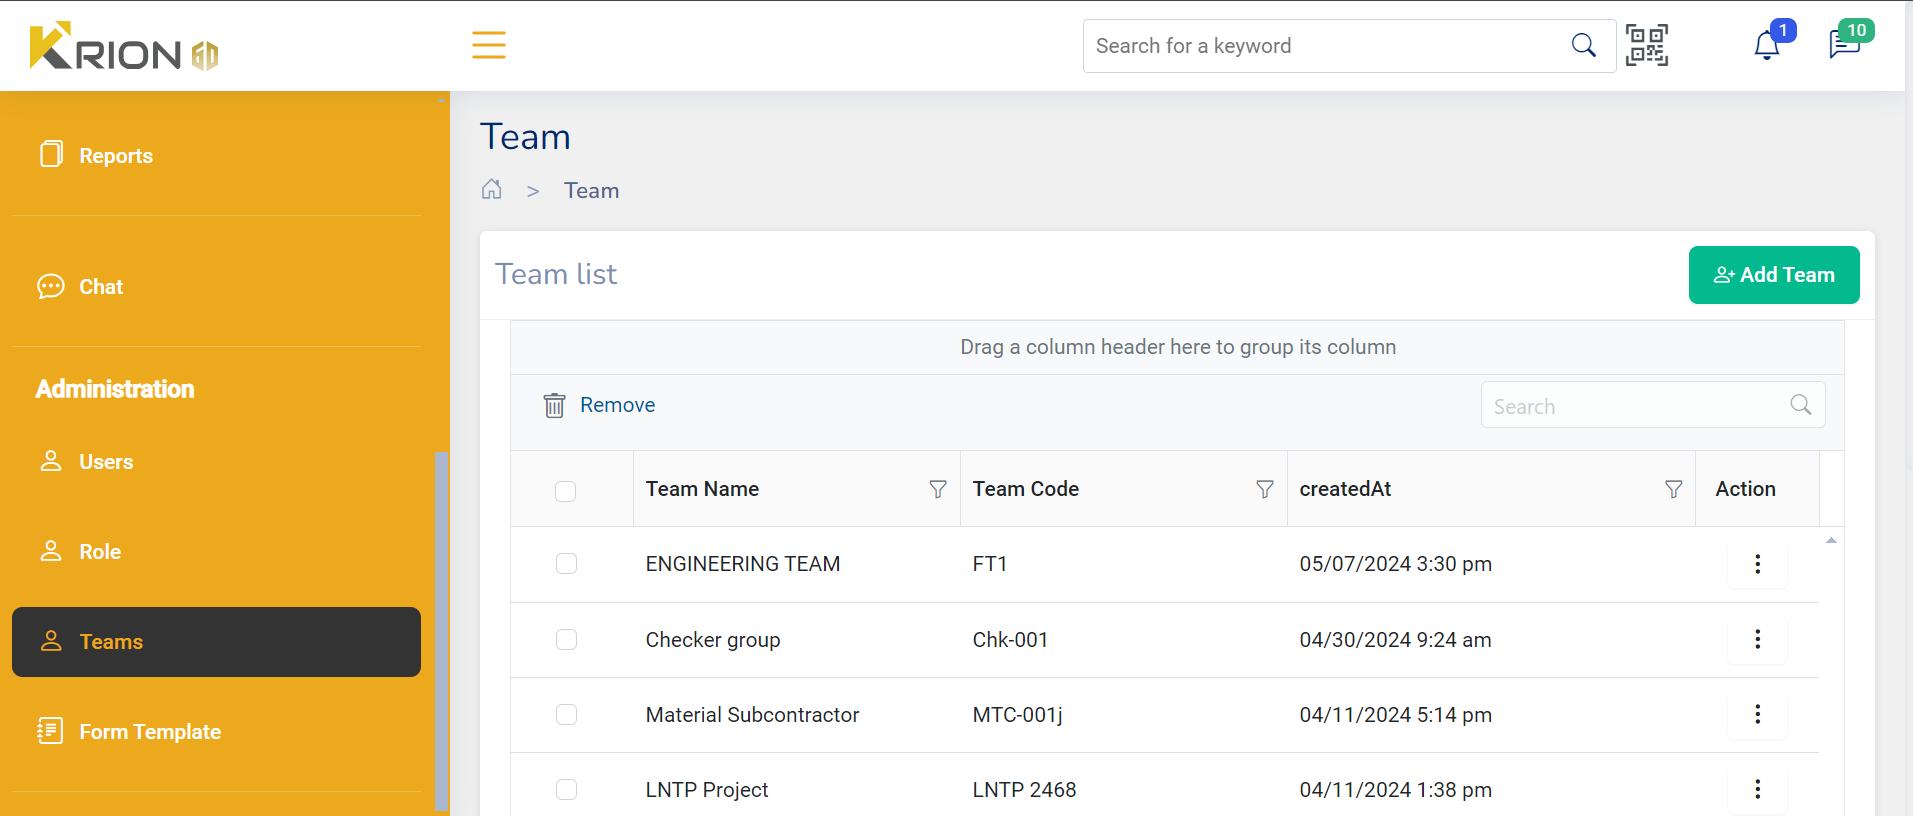 KRION
Search for a keyword
1
10
Reports
Chat
Administration
Users
Role
Teams
Form Template
Team
> Team
Team list
Add Team
Drag a column header here to group its column
Remove
Search
Team Name Team Code createdAt Action
ENGINEERING TEAM FT1 05/07/2024 3:30 pm
Checker group Chk-001 04/30/2024 9:24 am
Material Subcontractor MTC-001j 04/11/2024 5:14 pm
LNTP Project LNTP 2468 04/11/2024 1:38 pm